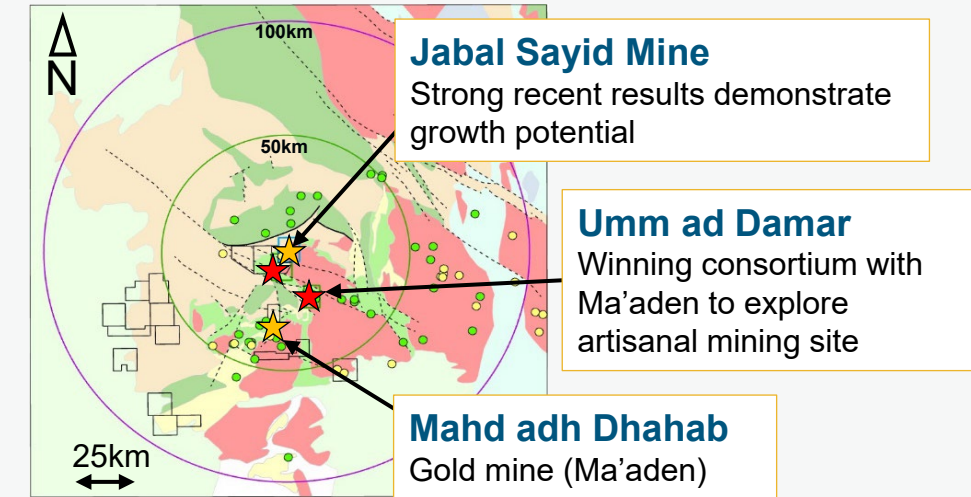 N
100km
50km
25km
Jabal Sayid Mine
Strong recent results demonstrate
growth potential
Umm ad Damar
Winning consortium with
Ma’aden to explore
artisanal mining site
Mahd adh Dhahab
Gold mine (Ma’aden)